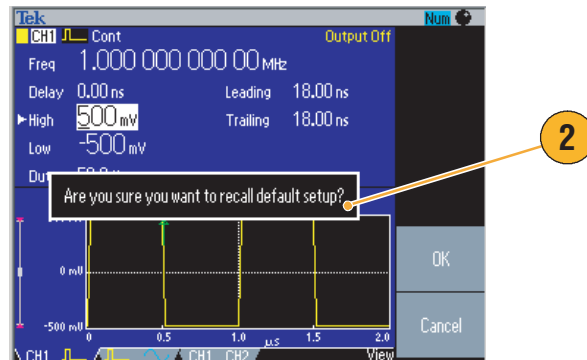 Tek Num
CH1 Cont Output Off
Freq 1.000 000 000 00 MHz
Delay 0.00 ns Leading 18.00 ns
High 500 mV Trailing 18.00 ns
Low -500 mV
Are you sure you want to recall default setup?
2
0 mV
OK
-500 mV
0 0.5 1.0 µs 1.5 2.0
Cancel
CH1 CH1 CH2 View